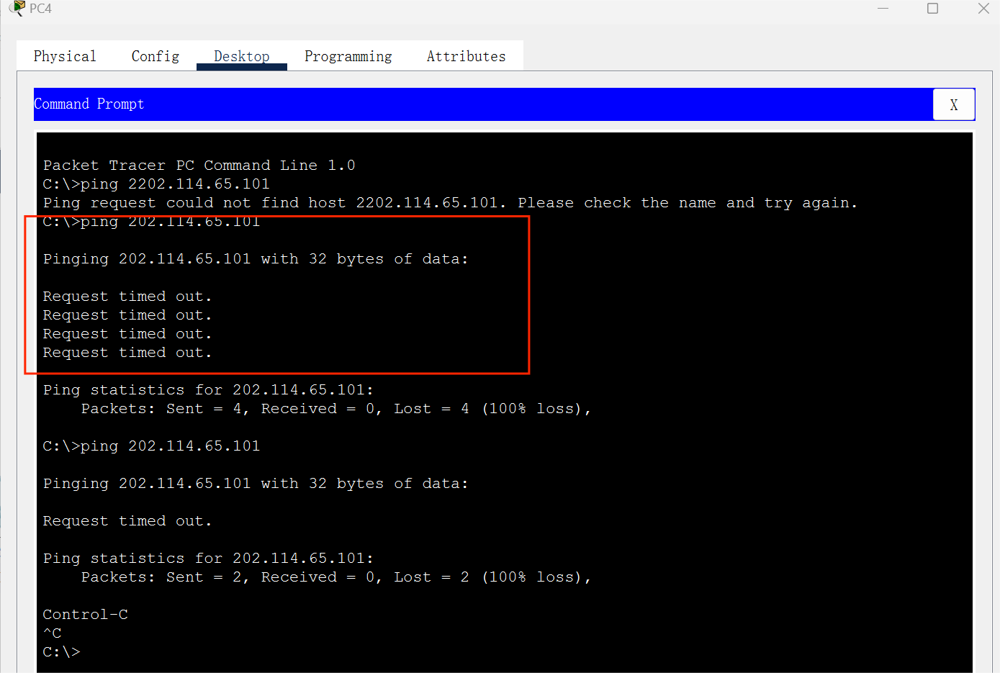 PC4
Physical Config Desktop Programming Attributes
Command Prompt X
Packet Tracer PC Command Line 1.0
C:\>ping 2202.114.65.101
Ping request could not find host 2202.114.65.101. Please check the name and try again.
C:\>ping 202.114.65.101
Pinging 202.114.65.101 with 32 bytes of data:
Request timed out.
Request timed out.
Request timed out.
Request timed out.
Ping statistics for 202.114.65.101:
    Packets: Sent = 4, Received = 0, Lost = 4 (100% loss),
C:\>ping 202.114.65.101
Pinging 202.114.65.101 with 32 bytes of data:
Request timed out.
Ping statistics for 202.114.65.101:
    Packets: Sent = 2, Received = 0, Lost = 2 (100% loss),
Control-C
^C
C:\>